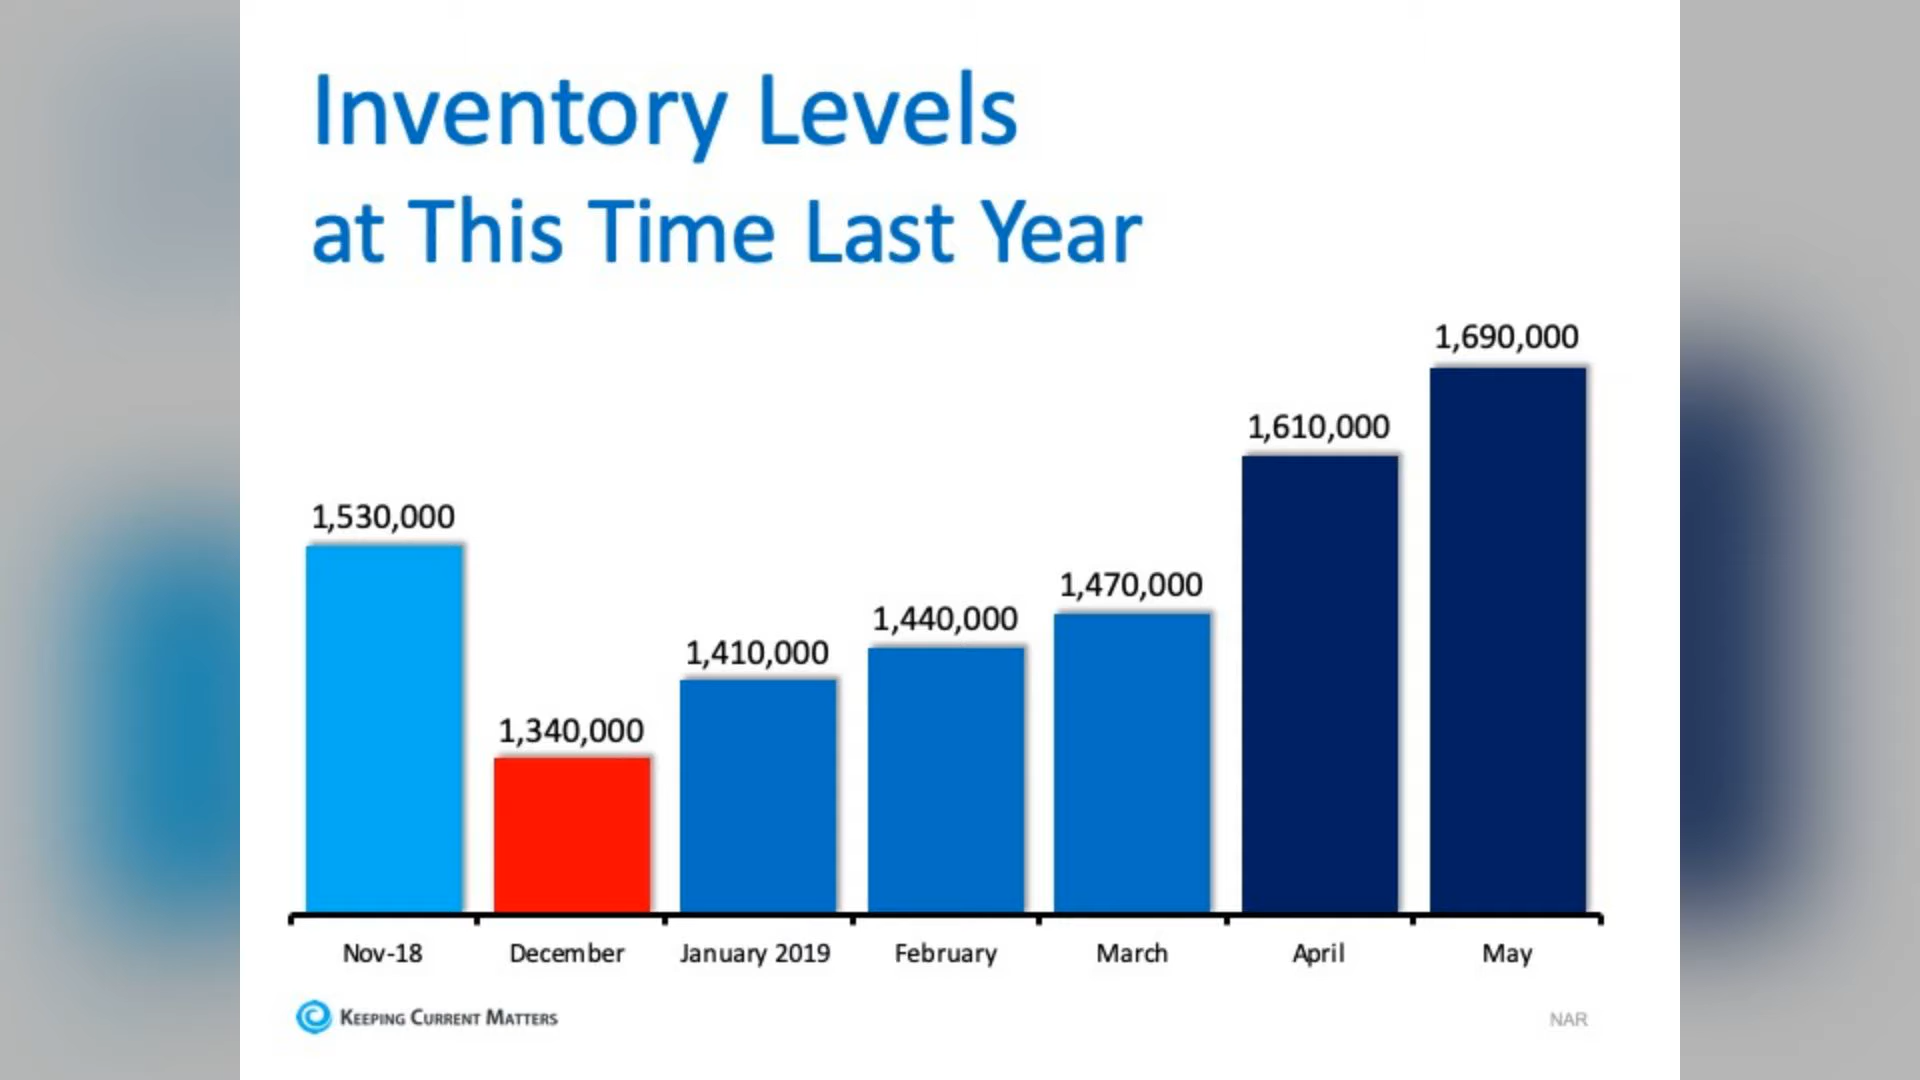 Inventory Levels
at This Time Last Year
1,690,000
1,610,000
1,530,000
1,470,000
1,440,000
1,410,000
1,340,000
Nov-18 December January 2019 February March April May
KEEPING CURRENT MATTERS
NAR